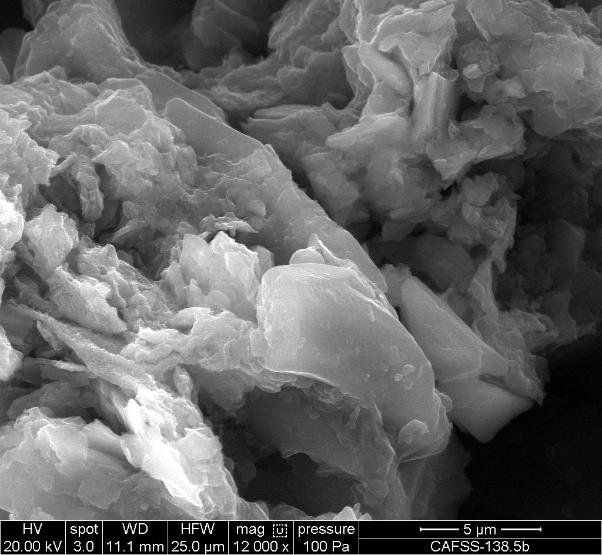 HV spot WD HFW mag pressure 5 µm
20.00 kV 3.0 11.1 mm 25.0 µm 12 000 x 100 Pa CAFSS-138.5b